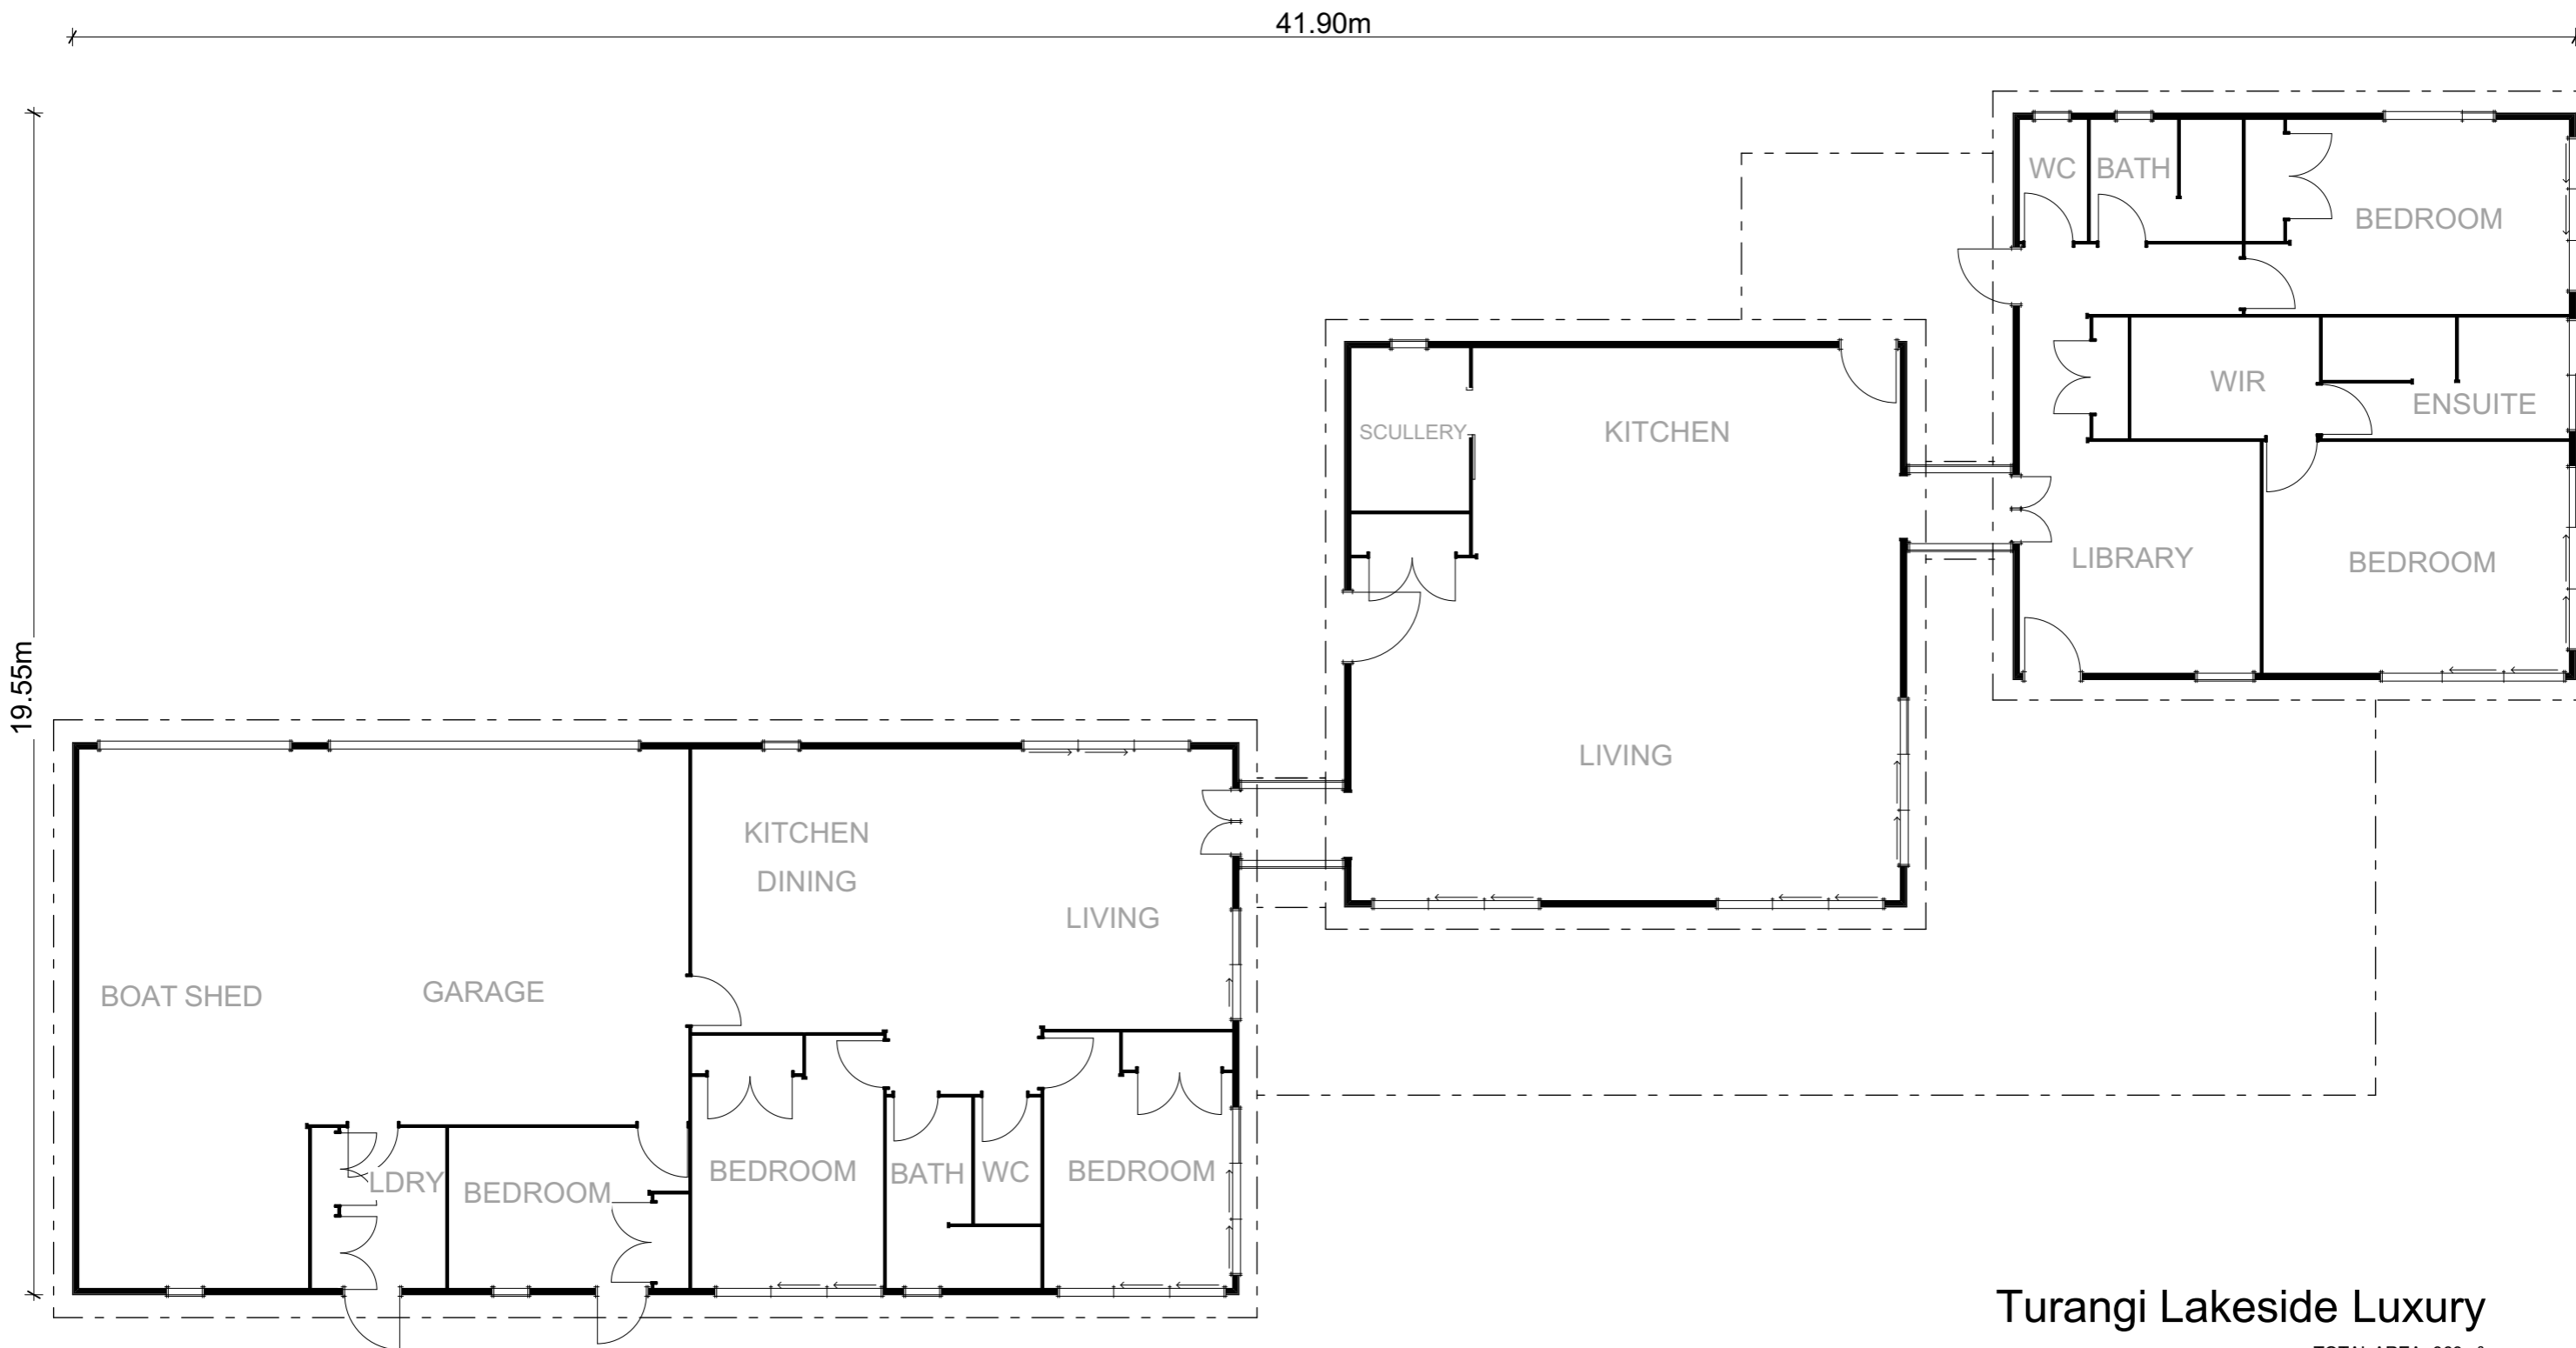 41.90m
19.55m
WC
BATH
BEDROOM
WIR
ENSUITE
SCULLERY
KITCHEN
LIBRARY
BEDROOM
LIVING
KITCHEN
DINING
LIVING
BOAT SHED
GARAGE
LDRY
BEDROOM
BEDROOM
BATH
WC
BEDROOM
Turangi Lakeside Luxury